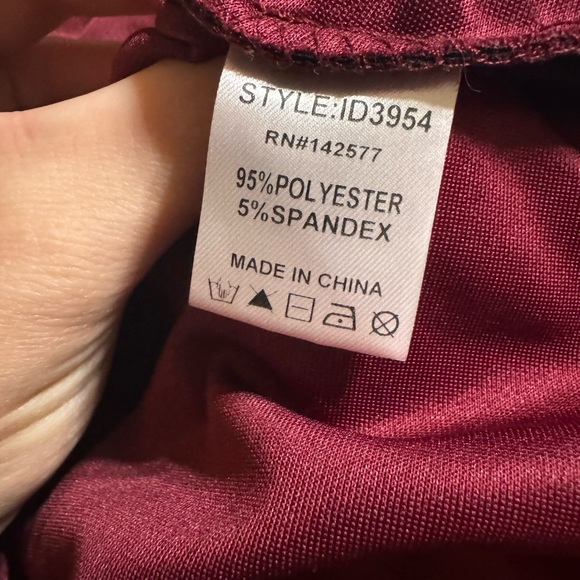 STYLE:ID3954
RN#142577
95%POLYESTER
5%SPANDEX
MADE IN CHINA